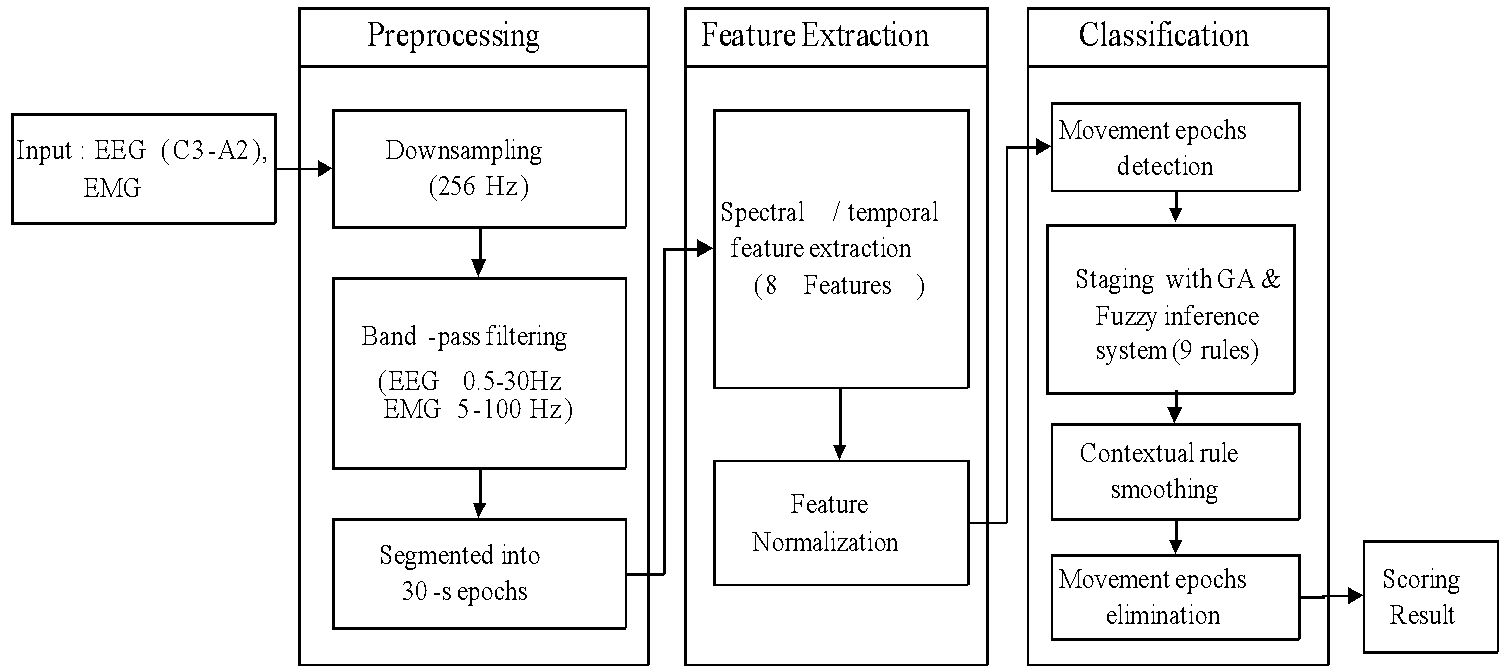 Preprocessing
Feature Extraction
Classification
Input : EEG (C3-A2),
EMG
Downsampling
(256 Hz)
Band -pass filtering
(EEG 0.5-30Hz
EMG 5-100 Hz)
Segmented into
30 -s epochs
Spectral / temporal
feature extraction
(8 Features )
Feature
Normalization
Movement epochs
detection
Staging with GA &
Fuzzy inference
system (9 rules)
Contextual rule
smoothing
Movement epochs
elimination
Scoring
Result